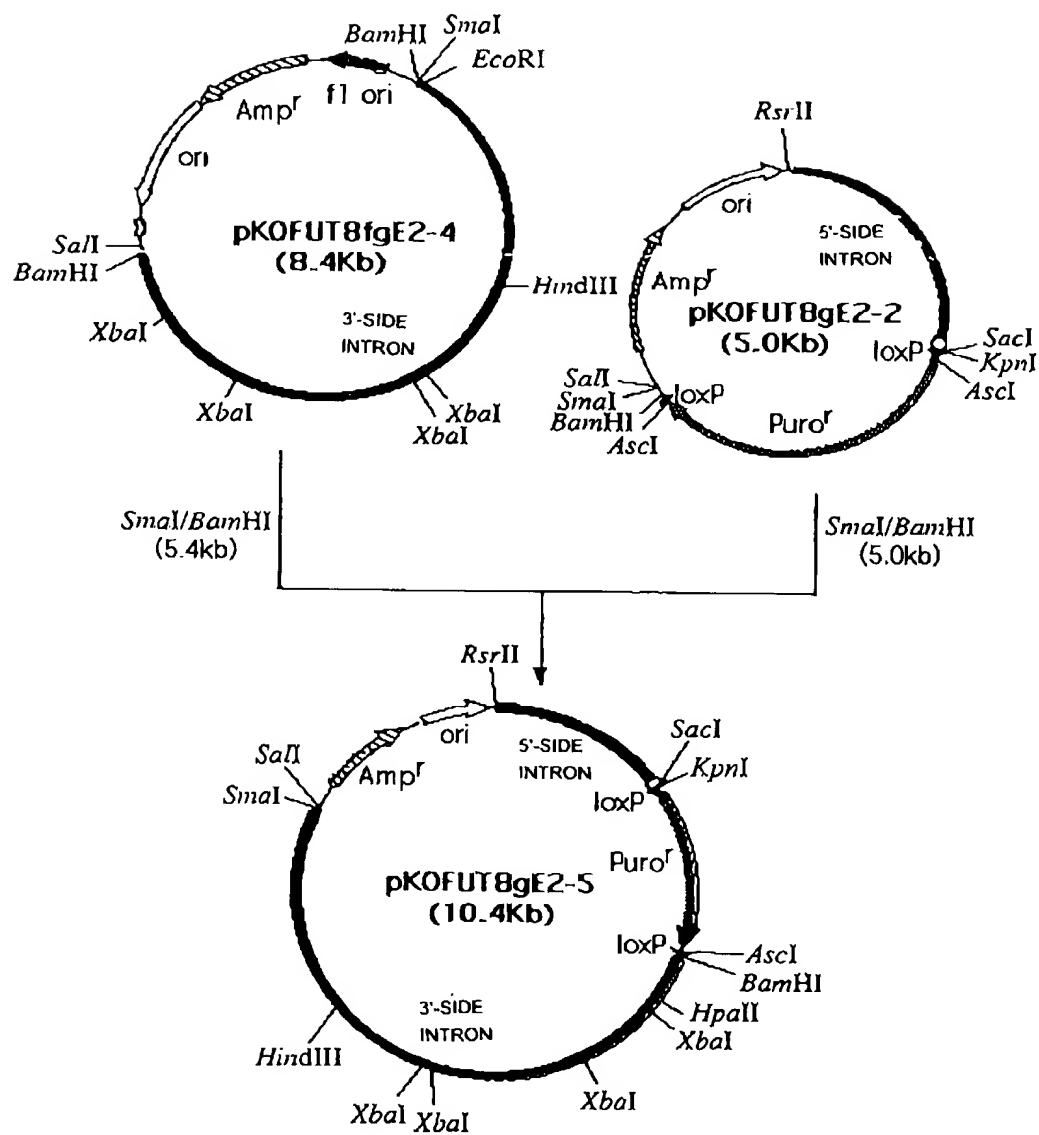 BamHI
SmaI
EcoRI
f1 ori
Ampʳ
ori
pKOFUT8fgE2-4
(8.4Kb)
SalI
BamHI
HindIII
XbaI
3'-SIDE
INTRON
XbaI
XbaI
XbaI
RsrII
ori
5'-SIDE
INTRON
Ampʳ
pKOFUT8gE2-2
(5.0Kb)
SacI
loxP
KpnI
AscI
SalI
loxP
SmaI
BamHI
AscI
Puroʳ
SmaI/BamHI
(5.4kb)
SmaI/BamHI
(5.0kb)
RsrII
ori
5'-SIDE
INTRON
SacI
KpnI
SalI
Ampʳ
SmaI
loxP
Puroʳ
pKOFUT8gE2-5
(10.4Kb)
loxP
AscI
BamHI
HpaII
3'-SIDE
INTRON
XbaI
HindIII
XbaI
XbaI
XbaI